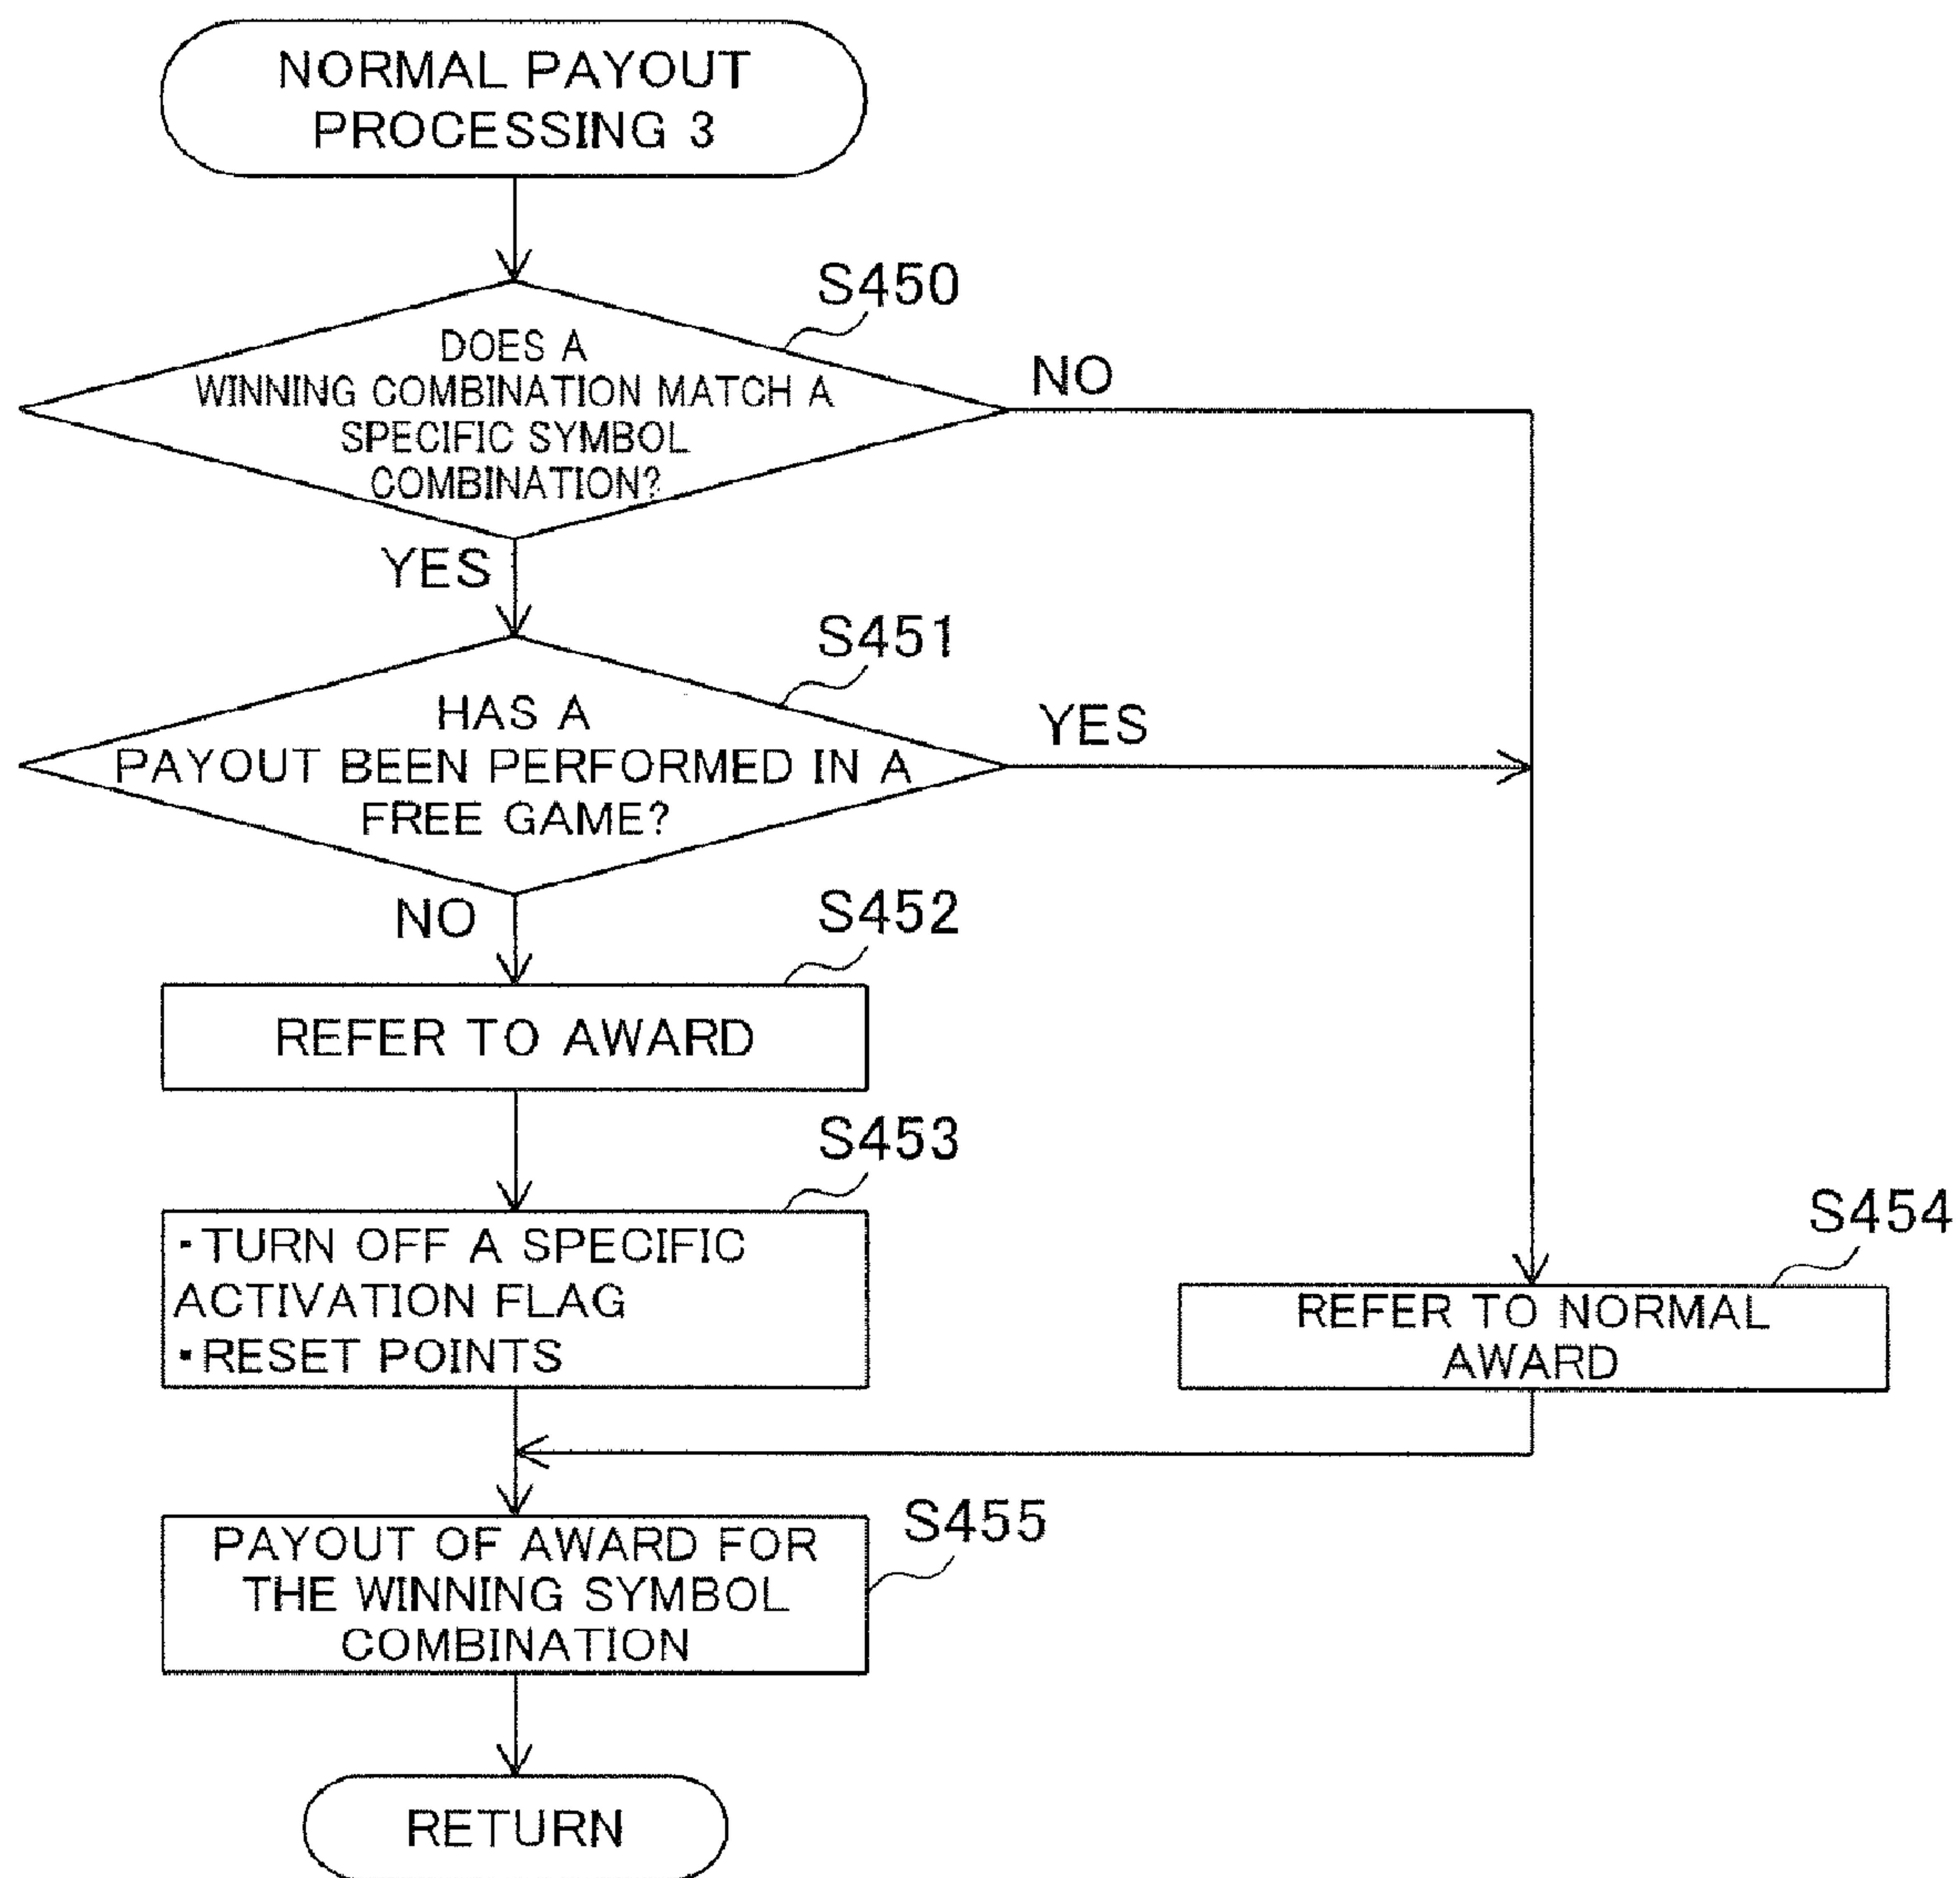 NORMAL PAYOUT
PROCESSING 3
S450
DOES A
WINNING COMBINATION MATCH A
SPECIFIC SYMBOL
COMBINATION?
NO
YES
S451
HAS A
PAYOUT BEEN PERFORMED IN A
FREE GAME?
YES
NO
S452
REFER TO AWARD
S453
・TURN OFF A SPECIFIC
ACTIVATION FLAG
・RESET POINTS
S454
REFER TO NORMAL
AWARD
S455
PAYOUT OF AWARD FOR
THE WINNING SYMBOL
COMBINATION
RETURN